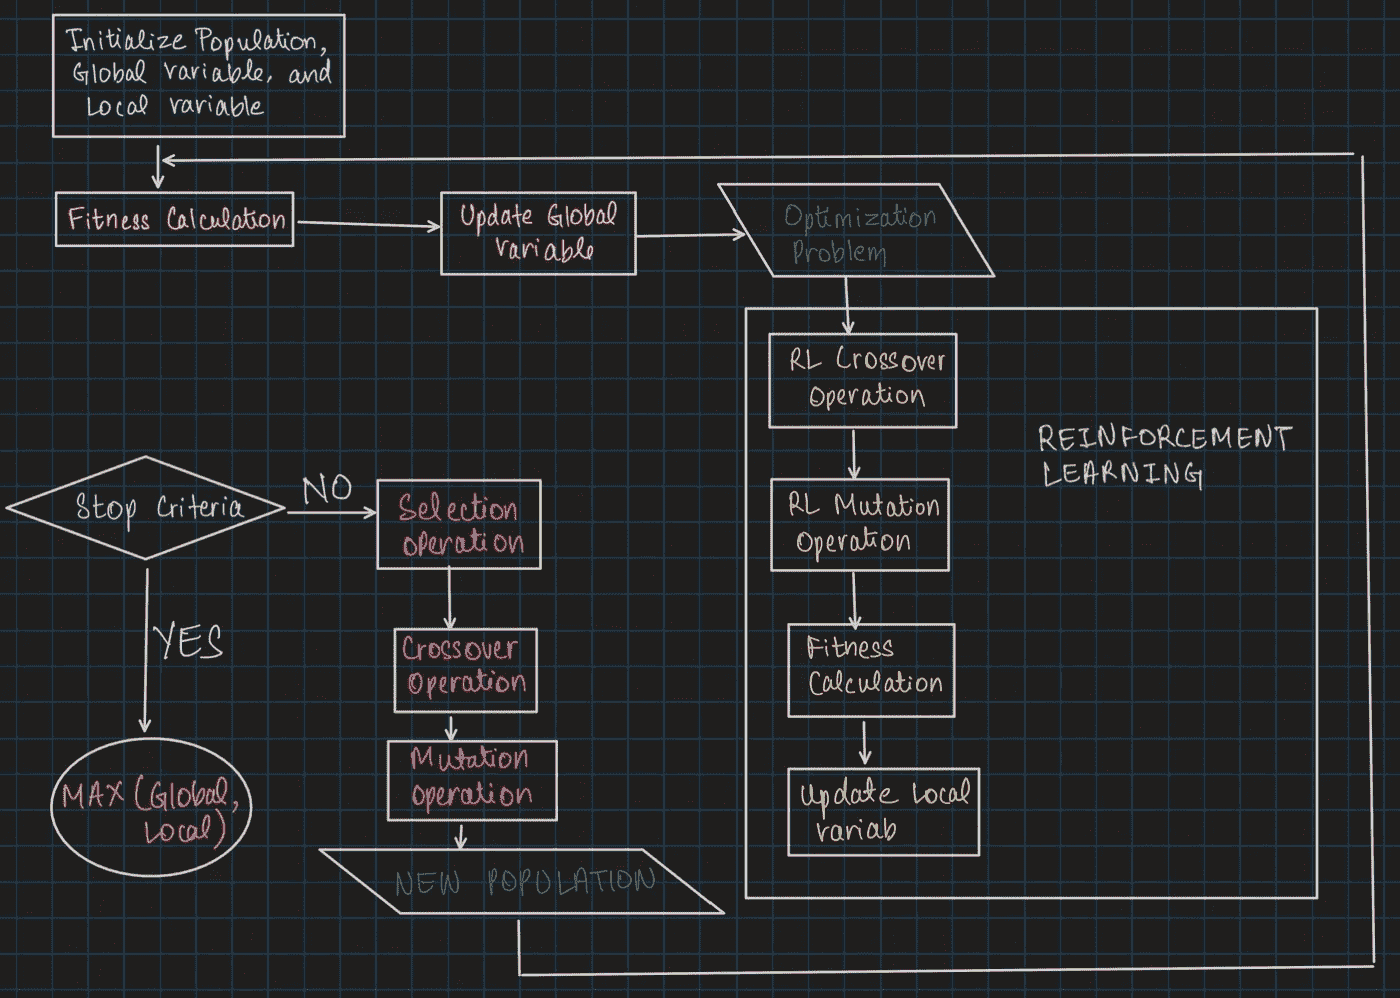 Initialize Population,
Global variable, and
Local variable
Fitness Calculation
Update Global
variable
Optimization
Problem
RL Crossover
Operation
REINFORCEMENT
LEARNING
RL Mutation
Operation
Fitness
Calculation
Update Local
variab
Stop Criteria
NO
YES
MAX (Global,
Local)
Selection
operation
Crossover
Operation
Mutation
operation
NEW POPULATION